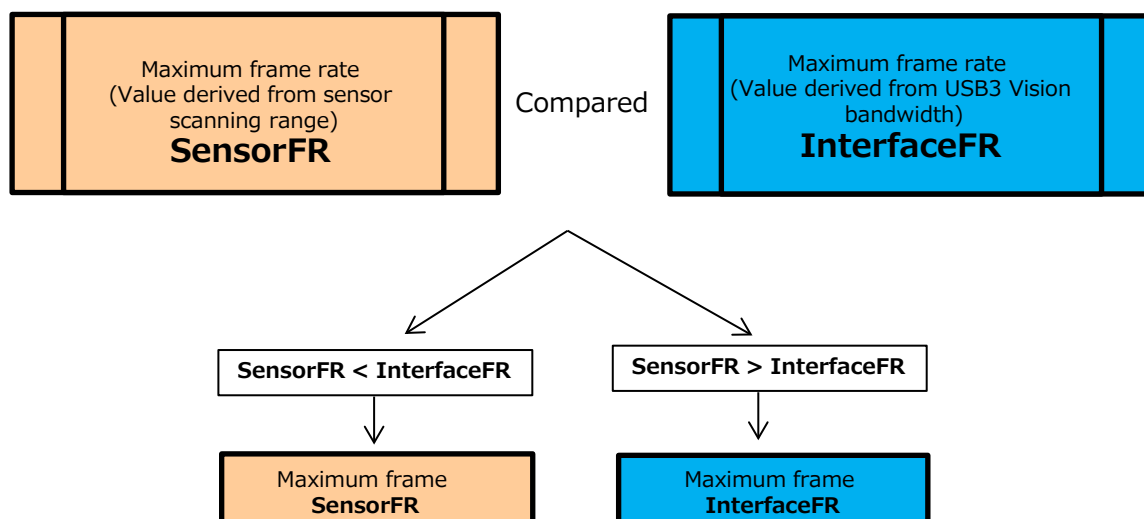 Maximum frame rate
(Value derived from sensor
scanning range)
SensorFR
Compared
Maximum frame rate
(Value derived from USB3 Vision
bandwidth)
InterfaceFR
SensorFR < InterfaceFR
SensorFR > InterfaceFR
Maximum frame
SensorFR
Maximum frame
InterfaceFR